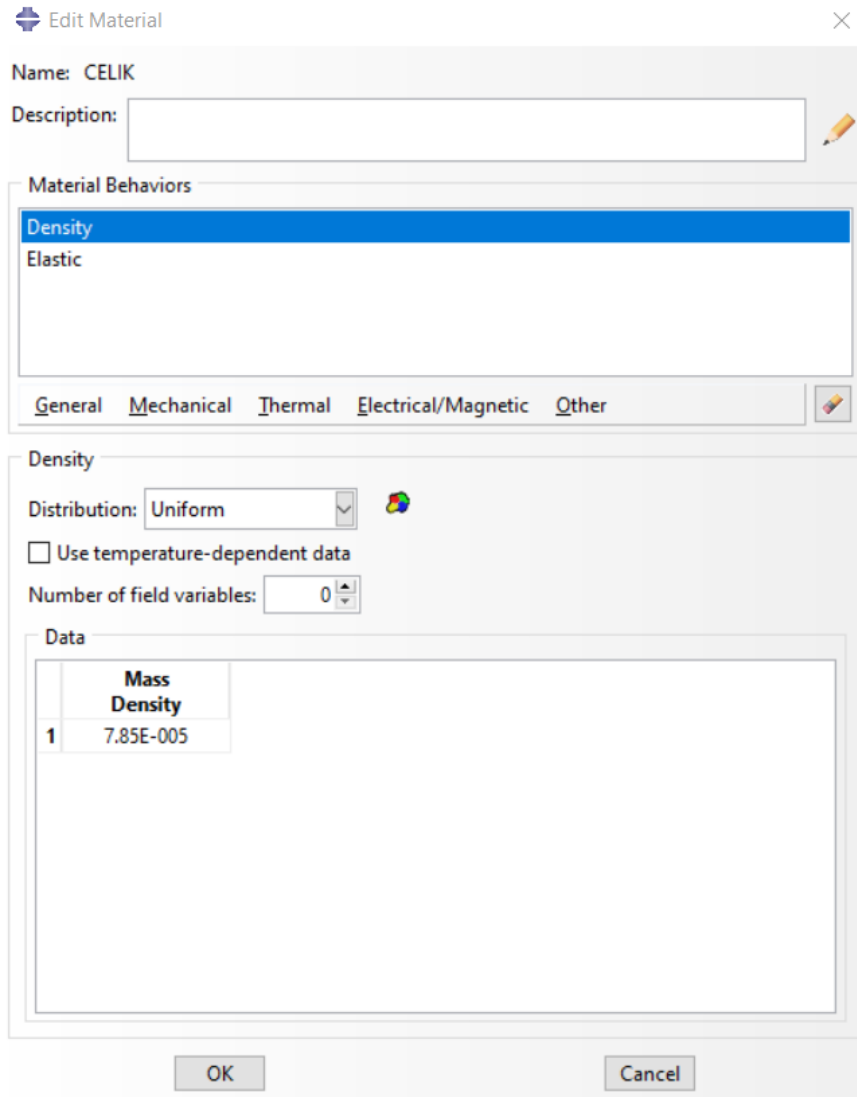 Edit Material
Name: CELIK
Description:
Material Behaviors
Density
Elastic
General Mechanical Thermal Electrical/Magnetic Other
Density
Distribution: Uniform
Use temperature-dependent data
Number of field variables: 0
Data
Mass
Density
1 7.85E-005
OK Cancel